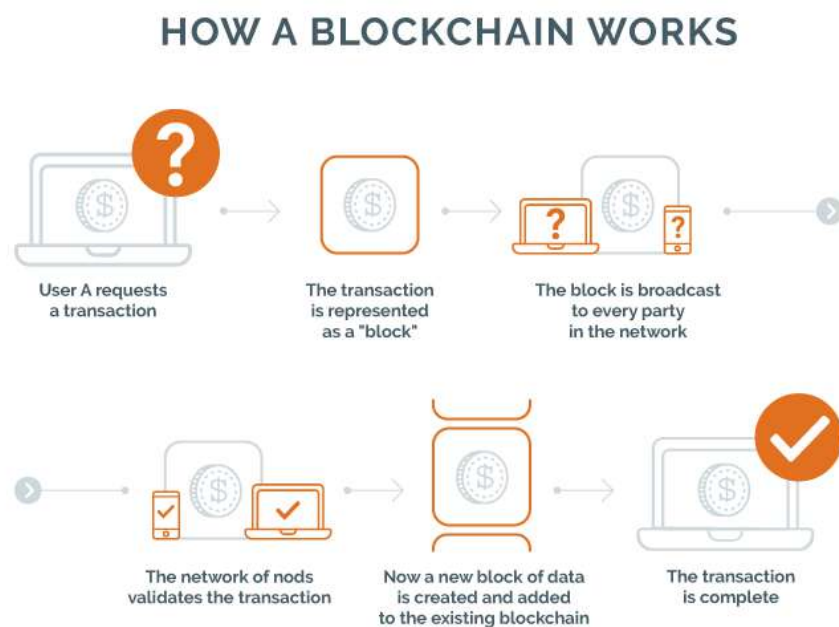 HOW A BLOCKCHAIN WORKS
User A requests
a transaction
The transaction
is represented
as a "block"
The block is broadcast
to every party
in the network
The network of nods
validates the transaction
Now a new block of data
is created and added
to the existing blockchain
The transaction
is complete